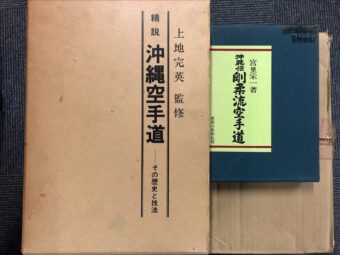 上地完英 監修
精説 沖縄空手道
——その歴史と技法
宮里栄一著
沖縄伝 剛柔流空手道